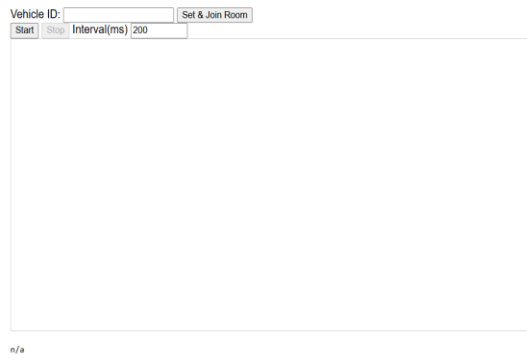 Vehicle ID: Set & Join Room
Start Stop Interval(ms) 200
n/a